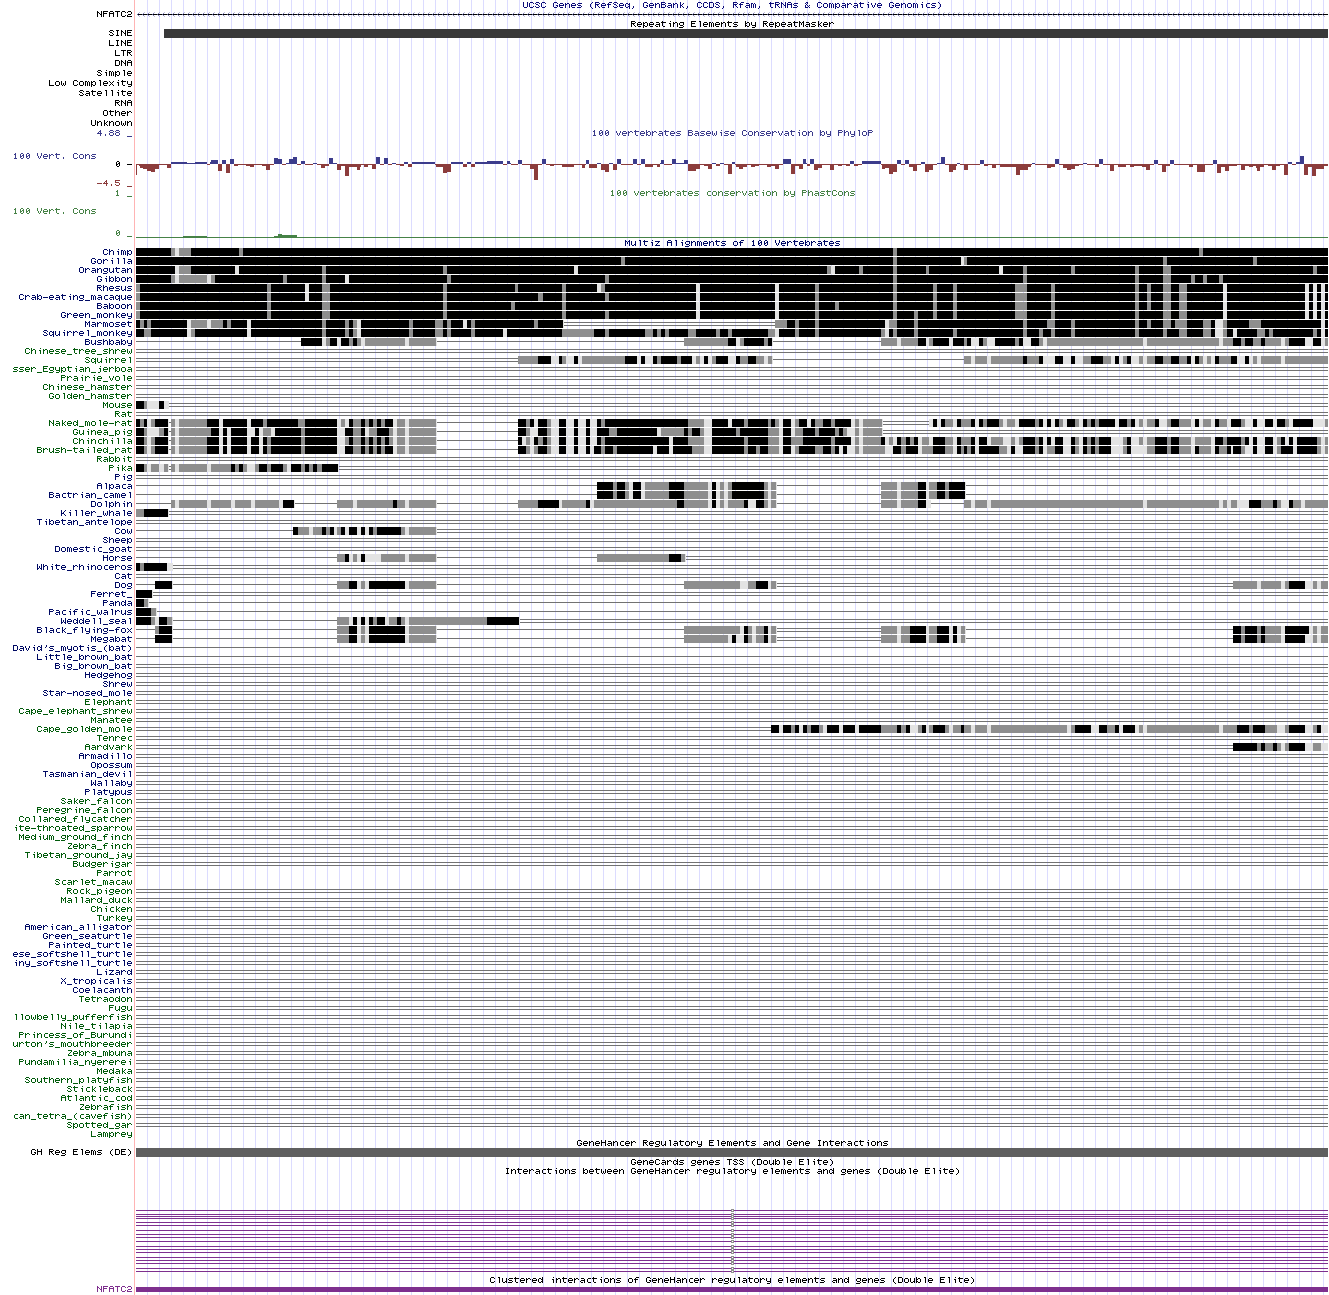 UCSC Genes (RefSeq, GenBank, CCDS, Rfam, tRNAs & Comparative Genomics)
NFATC2
Repeating Elements by RepeatMasker
SINE
LINE
LTR
DNA
Simple
Low Complexity
Satellite
RNA
Other
Unknown
4.88 _
100 vertebrates Basewise Conservation by PhyloP
100 Vert. Cons
0 -
-4.5 _
1 _
100 vertebrates conservation by PhastCons
100 Vert. Cons
0 _
Multiz Alignments of 100 Vertebrates
Chimp
Gorilla
Orangutan
Gibbon
Rhesus
Crab-eating_macaque
Baboon
Green_monkey
Marmoset
Squirrel_monkey
Bushbaby
Chinese_tree_shrew
Squirrel
sser_Egyptian_jerboa
Prairie_vole
Chinese_hamster
Golden_hamster
Mouse
Rat
Naked_mole-rat
Guinea_pig
Chinchilla
Brush-tailed_rat
Rabbit
Pika
Pig
Alpaca
Bactrian_camel
Dolphin
Killer_whale
Tibetan_antelope
Cow
Sheep
Domestic_goat
Horse
White_rhinoceros
Cat
Dog
Ferret_
Panda
Pacific_walrus
Weddell_seal
Black_flying-fox
Megabat
David's_myotis_(bat)
Little_brown_bat
Big_brown_bat
Hedgehog
Shrew
Star-nosed_mole
Elephant
Cape_elephant_shrew
Manatee
Cape_golden_mole
Tenrec
Aardvark
Armadillo
Opossum
Tasmanian_devil
Wallaby
Platypus
Saker_falcon
Peregrine_falcon
Collared_flycatcher
ite-throated_sparrow
Medium_ground_finch
Zebra_finch
Tibetan_ground_jay
Budgerigar
Parrot
Scarlet_macaw
Rock_pigeon
Mallard_duck
Chicken
Turkey
American_alligator
Green_seaturtle
Painted_turtle
ese_softshell_turtle
iny_softshell_turtle
Lizard
X_tropicalis
Coelacanth
Tetraodon
Fugu
llowbelly_pufferfish
Nile_tilapia
Princess_of_Burundi
urton's_mouthbreeder
Zebra_mbuna
Pundamilia_nyererei
Medaka
Southern_platyfish
Stickleback
Atlantic_cod
Zebrafish
can_tetra_(cavefish)
Spotted_gar
Lamprey
GeneHancer Regulatory Elements and Gene Interactions
GH Reg Elems (DE)
GeneCards genes TSS (Double Elite)
Interactions between GeneHancer regulatory elements and genes (Double Elite)
Clustered interactions of GeneHancer regulatory elements and genes (Double Elite)
NFATC2